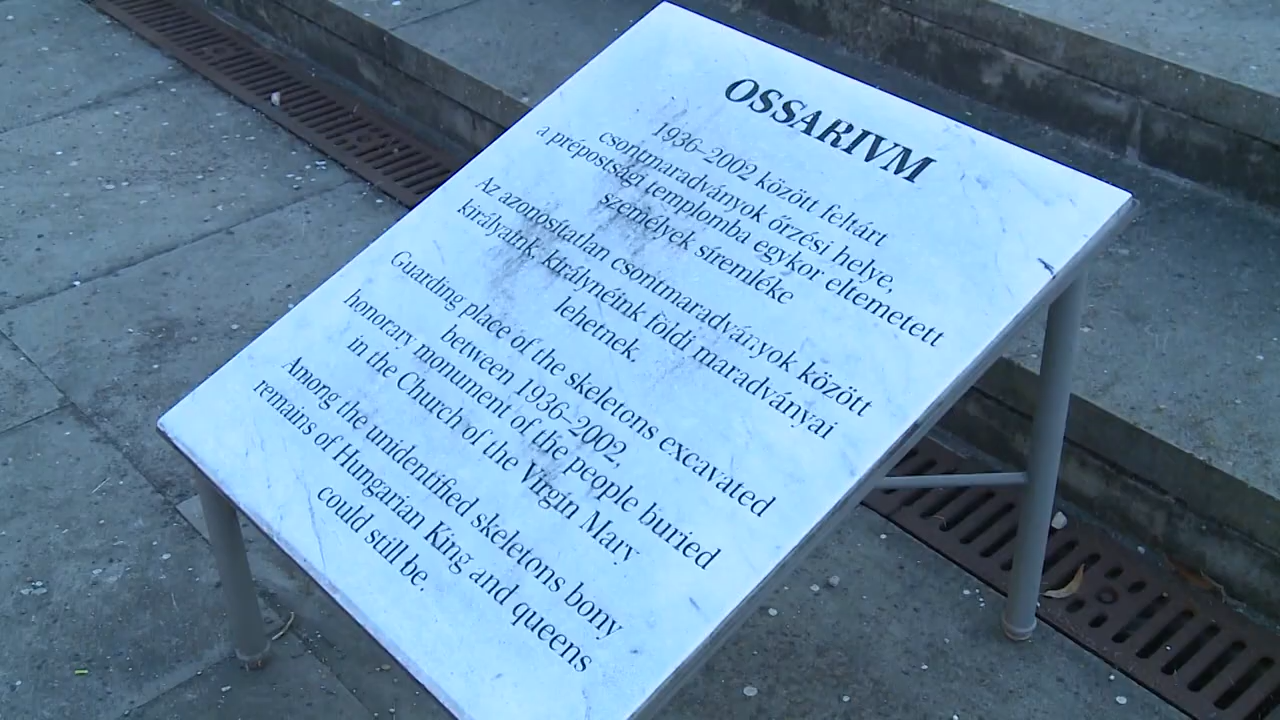 OSSARIVM
1936–2002 között feltárt
csontmaradványok őrzési helye,
a prépostsági templomba egykor eltemetett
személyek síremléke
Az azonosítatlan csontmaradványok között
királyaink, királynéink földi maradványai
lehetnek.
Guarding place of the skeletons excavated
between 1936–2002,
honorary monument of the people buried
in the Church of the Virgin Mary
Among the unidentified skeletons bony
remains of Hungarian King and queens
could still be.